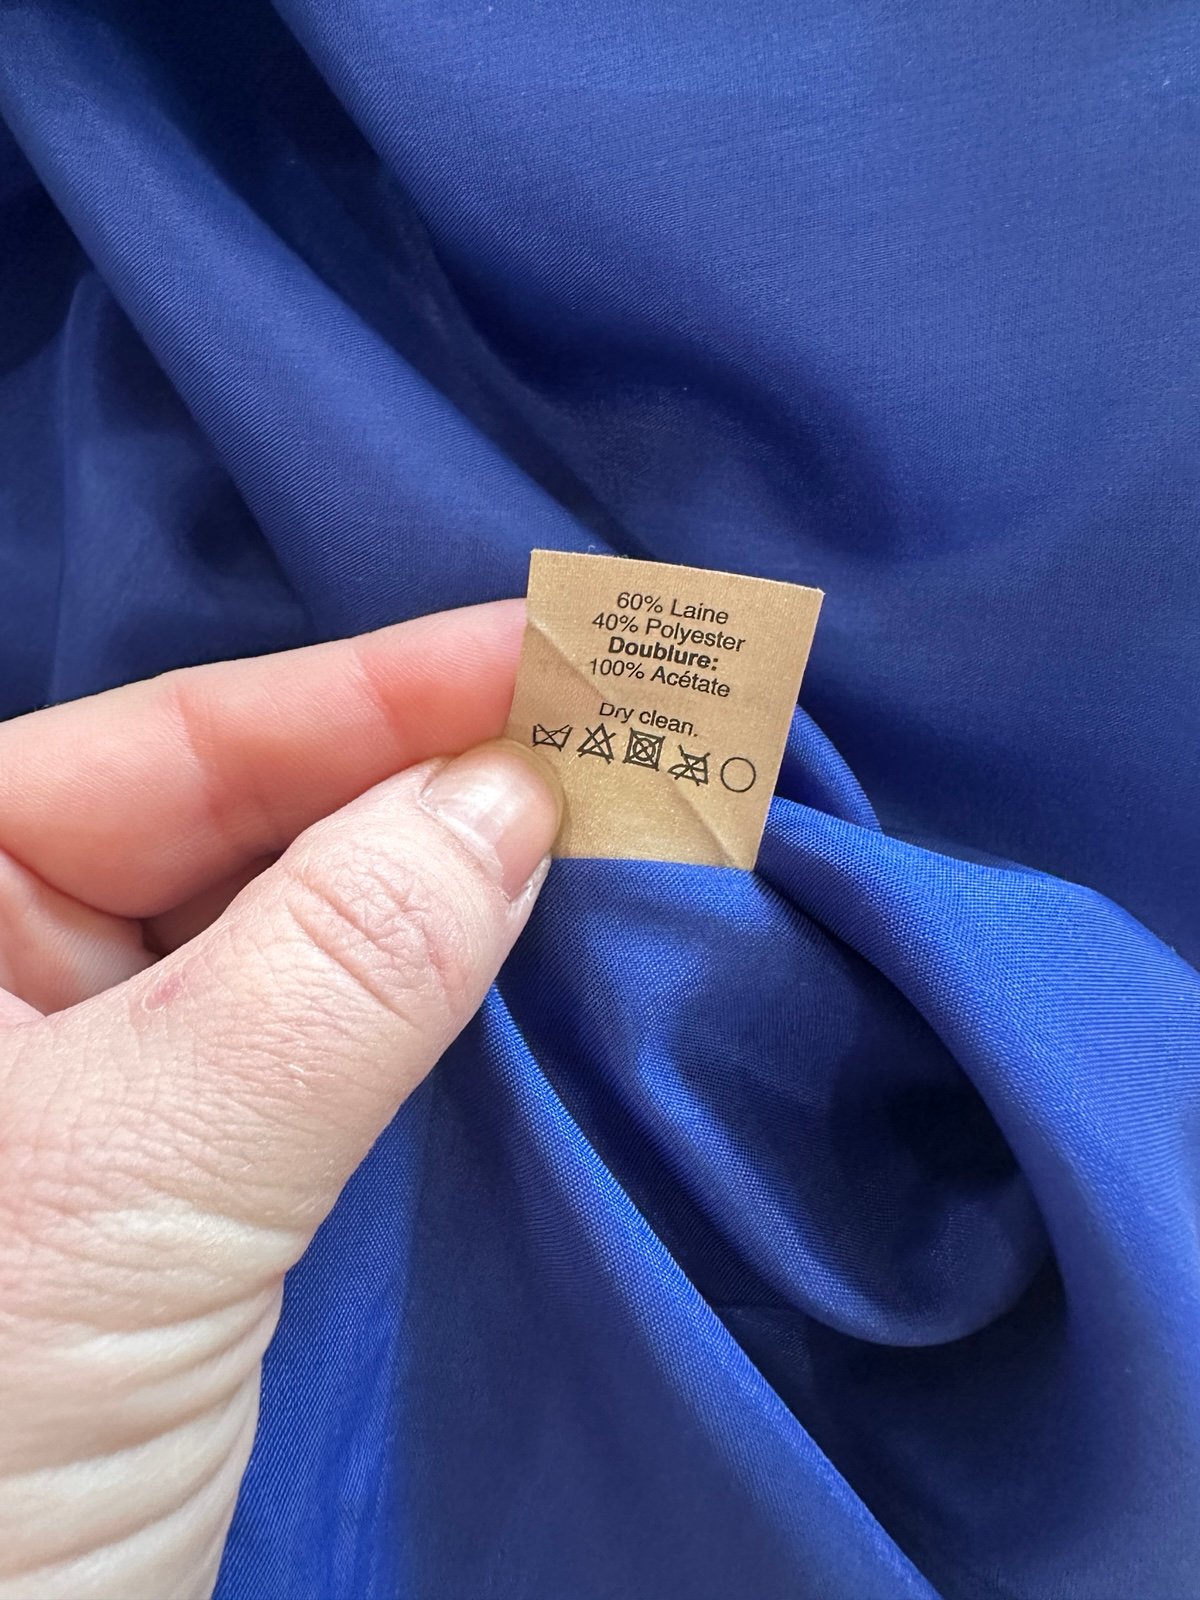 60% Laine
40% Polyester
Doublure:
100% Acétate
Dry clean.